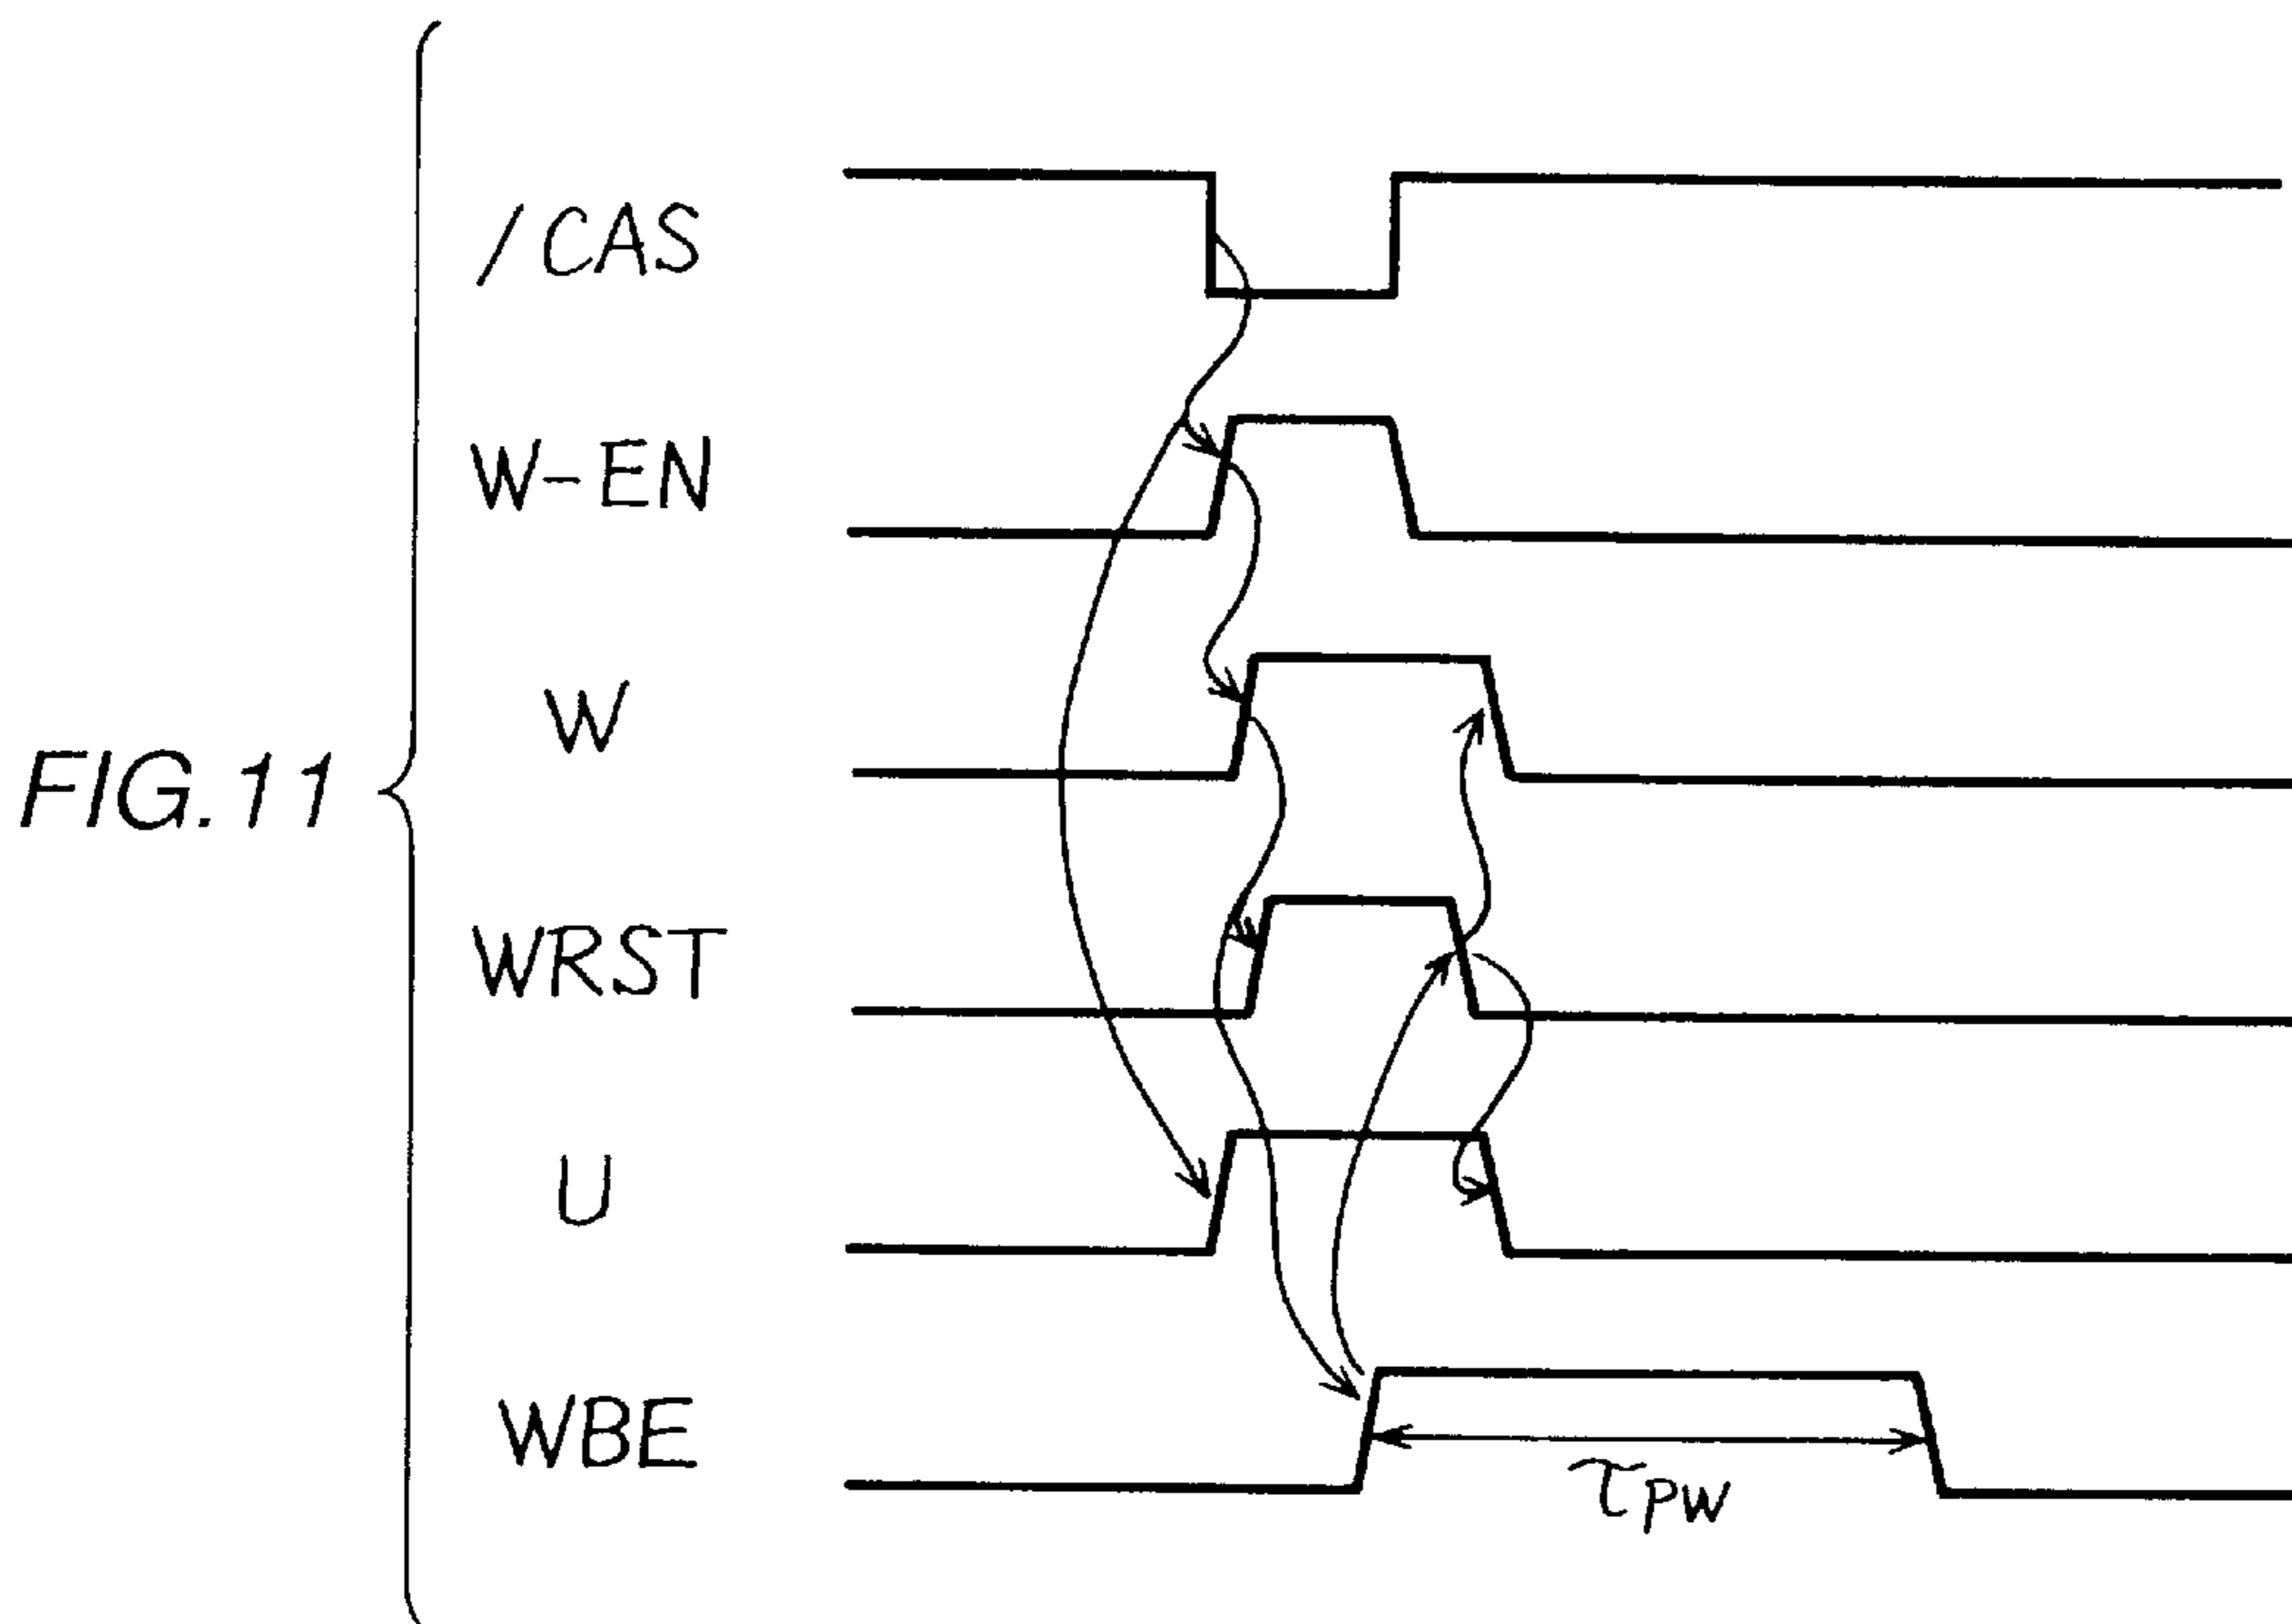 FIG.11
/CAS
W-EN
W
WRST
U
WBE
τPW